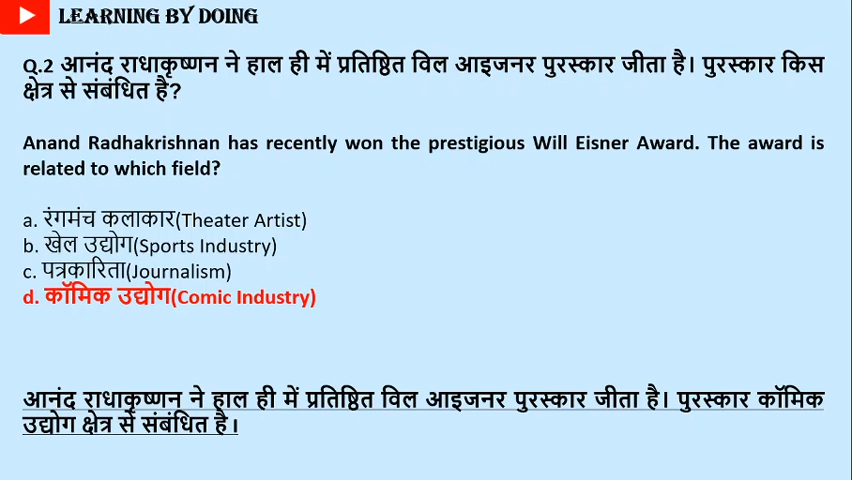 LEARNING BY DOING
Q.2 आनंद राधाकृष्णन ने हाल ही में प्रतिष्ठित विल आइजनर पुरस्कार जीता है। पुरस्कार किस
क्षेत्र से संबंधित है?
Anand Radhakrishnan has recently won the prestigious Will Eisner Award. The award is
related to which field?
a. रंगमंच कलाकार(Theater Artist)
b. खेल उद्योग(Sports Industry)
c. पत्रकारिता(Journalism)
d. कॉमिक उद्योग(Comic Industry)
आनंद राधाकृष्णन ने हाल ही में प्रतिष्ठित विल आइजनर पुरस्कार जीता है। पुरस्कार कॉमिक
उद्योग क्षेत्र से संबंधित है।